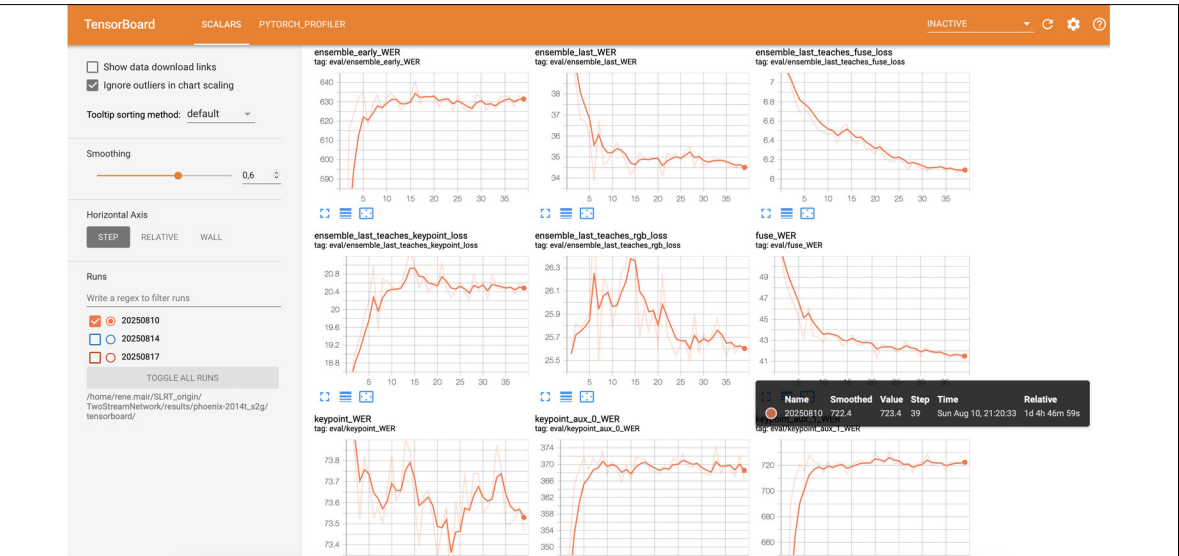 TensorBoard SCALARS PYTORCH_PROFILER INACTIVE
Show data download links
Ignore outliers in chart scaling
Tooltip sorting method: default
Smoothing
0,6
Horizontal Axis
STEP RELATIVE WALL
Runs
Write a regex to filter runs
20250810
20250814
20250817
TOGGLE ALL RUNS
/home/rene.mair/SLRT_origin/
TwoStreamNetwork/results/phoenix-2014t_s2g/
tensorboard/
ensemble_early_WER
tag: eval/ensemble_early_WER
640
630
620
610
600
590
5 10 15 20 25 30 35
ensemble_last_WER
tag: eval/ensemble_last_WER
38
37
36
35
34
5 10 15 20 25 30 35
ensemble_last_teaches_fuse_loss
tag: eval/ensemble_last_teaches_fuse_loss
7
6.8
6.6
6.4
6.2
6
5 10 15 20 25 30 35
ensemble_last_teaches_keypoint_loss
tag: eval/ensemble_last_teaches_keypoint_loss
20.8
20.4
20
19.6
19.2
18.8
5 10 15 20 25 30 35
ensemble_last_teaches_rgb_loss
tag: eval/ensemble_last_teaches_rgb_loss
26.3
26.1
25.9
25.7
25.5
5 10 15 20 25 30 35
fuse_WER
tag: eval/fuse_WER
49
47
45
43
41
5 10 15 20 25 30 35
Name Smoothed Value Step Time Relative
20250810 722.4 723.4 39 Sun Aug 10, 21:20:33 1d 4h 46m 59s
keypoint_WER
tag: eval/keypoint_WER
73.8
73.7
73.6
73.5
73.4
keypoint_aux_0_WER
tag: eval/keypoint_aux_0_WER
374
370
366
362
358
354
350
keypoint_aux_1_WER
tag: eval/keypoint_aux_1_WER
720
700
680
660